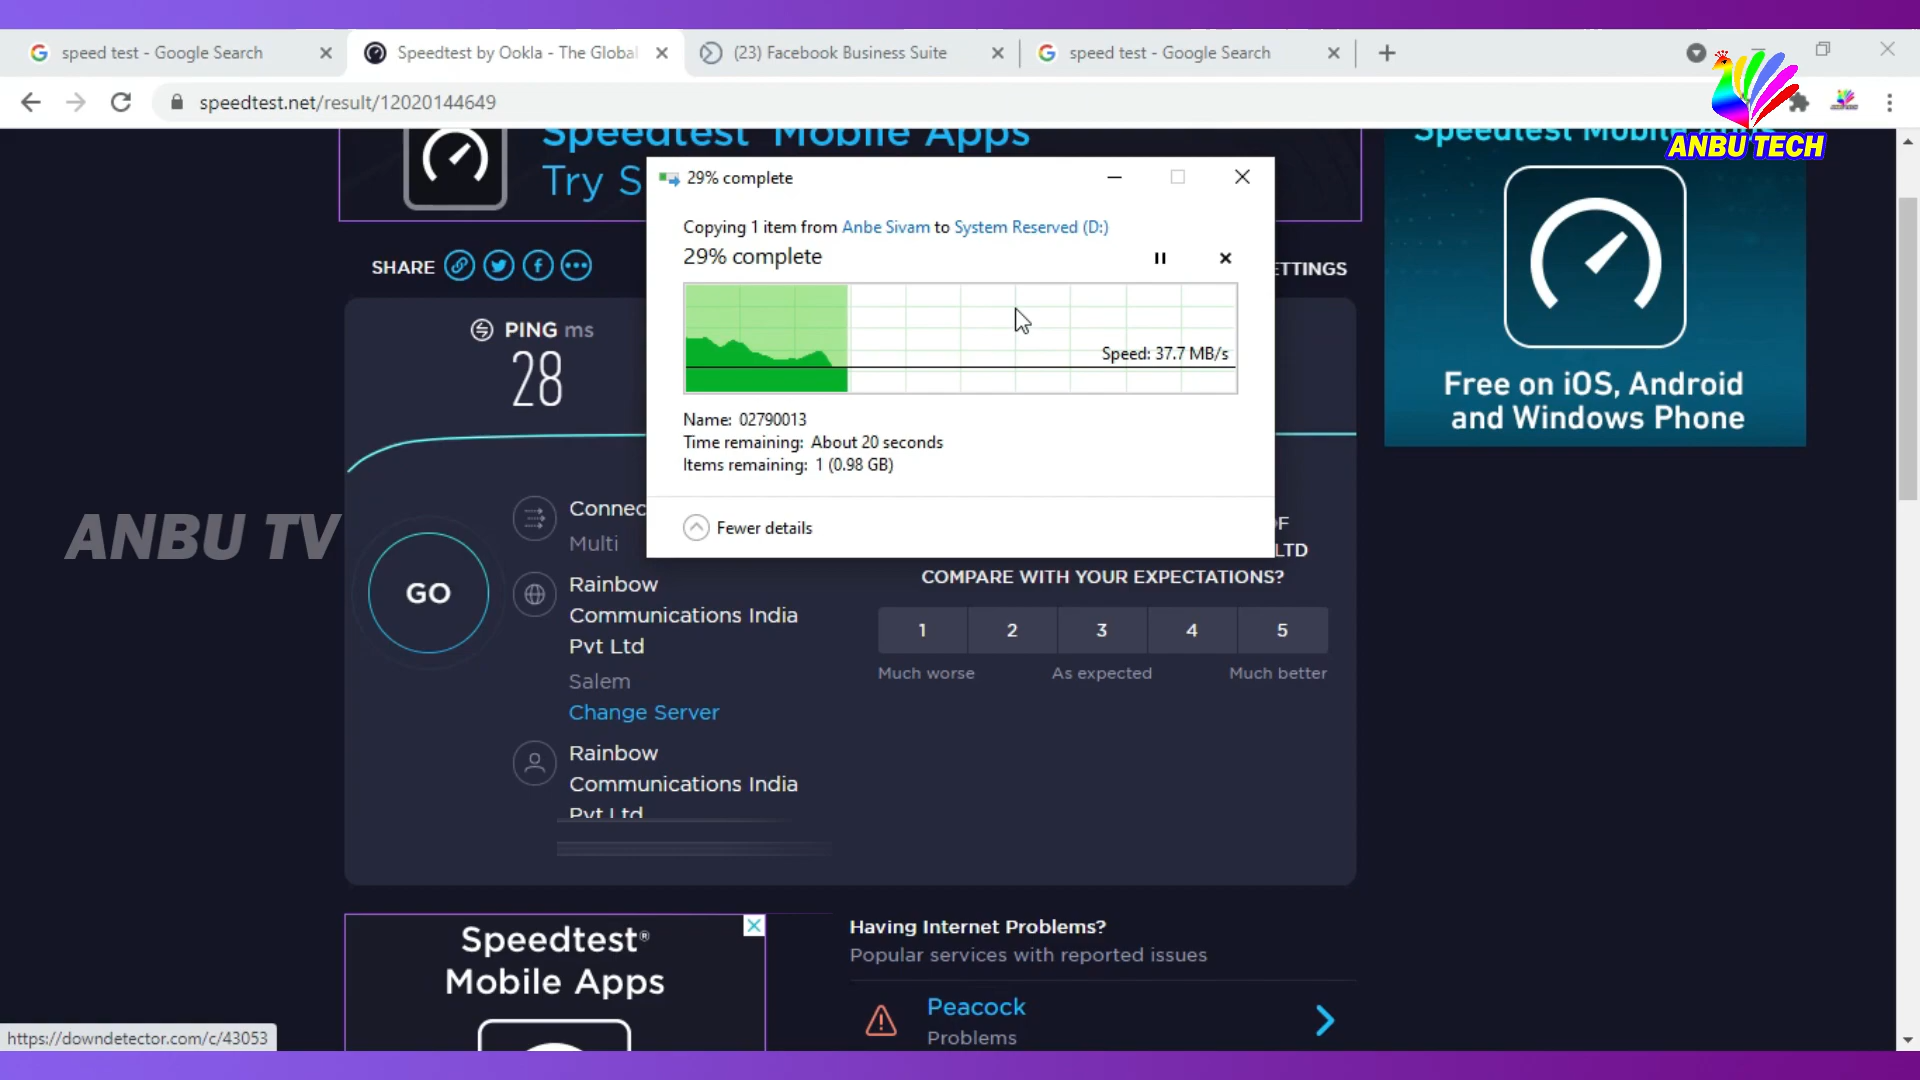 speed test - Google Search
Speedtest by Ookla - The Global
(23) Facebook Business Suite
speed test - Google Search
speedtest.net/result/12020144649
ANBU TECH
Speedtest Mobile Apps
Try S
Speedtest Mobile Apps
29% complete
Copying 1 item from Anbe Sivam to System Reserved (D:)
29% complete
Speed: 37.7 MB/s
Name: 02790013
Time remaining: About 20 seconds
Items remaining: 1 (0.98 GB)
Fewer details
SHARE
ETTINGS
PING ms
28
Free on iOS, Android
and Windows Phone
ANBU TV
GO
Connec
Multi
Rainbow
Communications India
Pvt Ltd
Salem
Change Server
Rainbow
Communications India
Pvt Ltd
OF
LTD
COMPARE WITH YOUR EXPECTATIONS?
1 2 3 4 5
Much worse As expected Much better
Speedtest®
Mobile Apps
Having Internet Problems?
Popular services with reported issues
Peacock
Problems
https://downdetector.com/c/43053